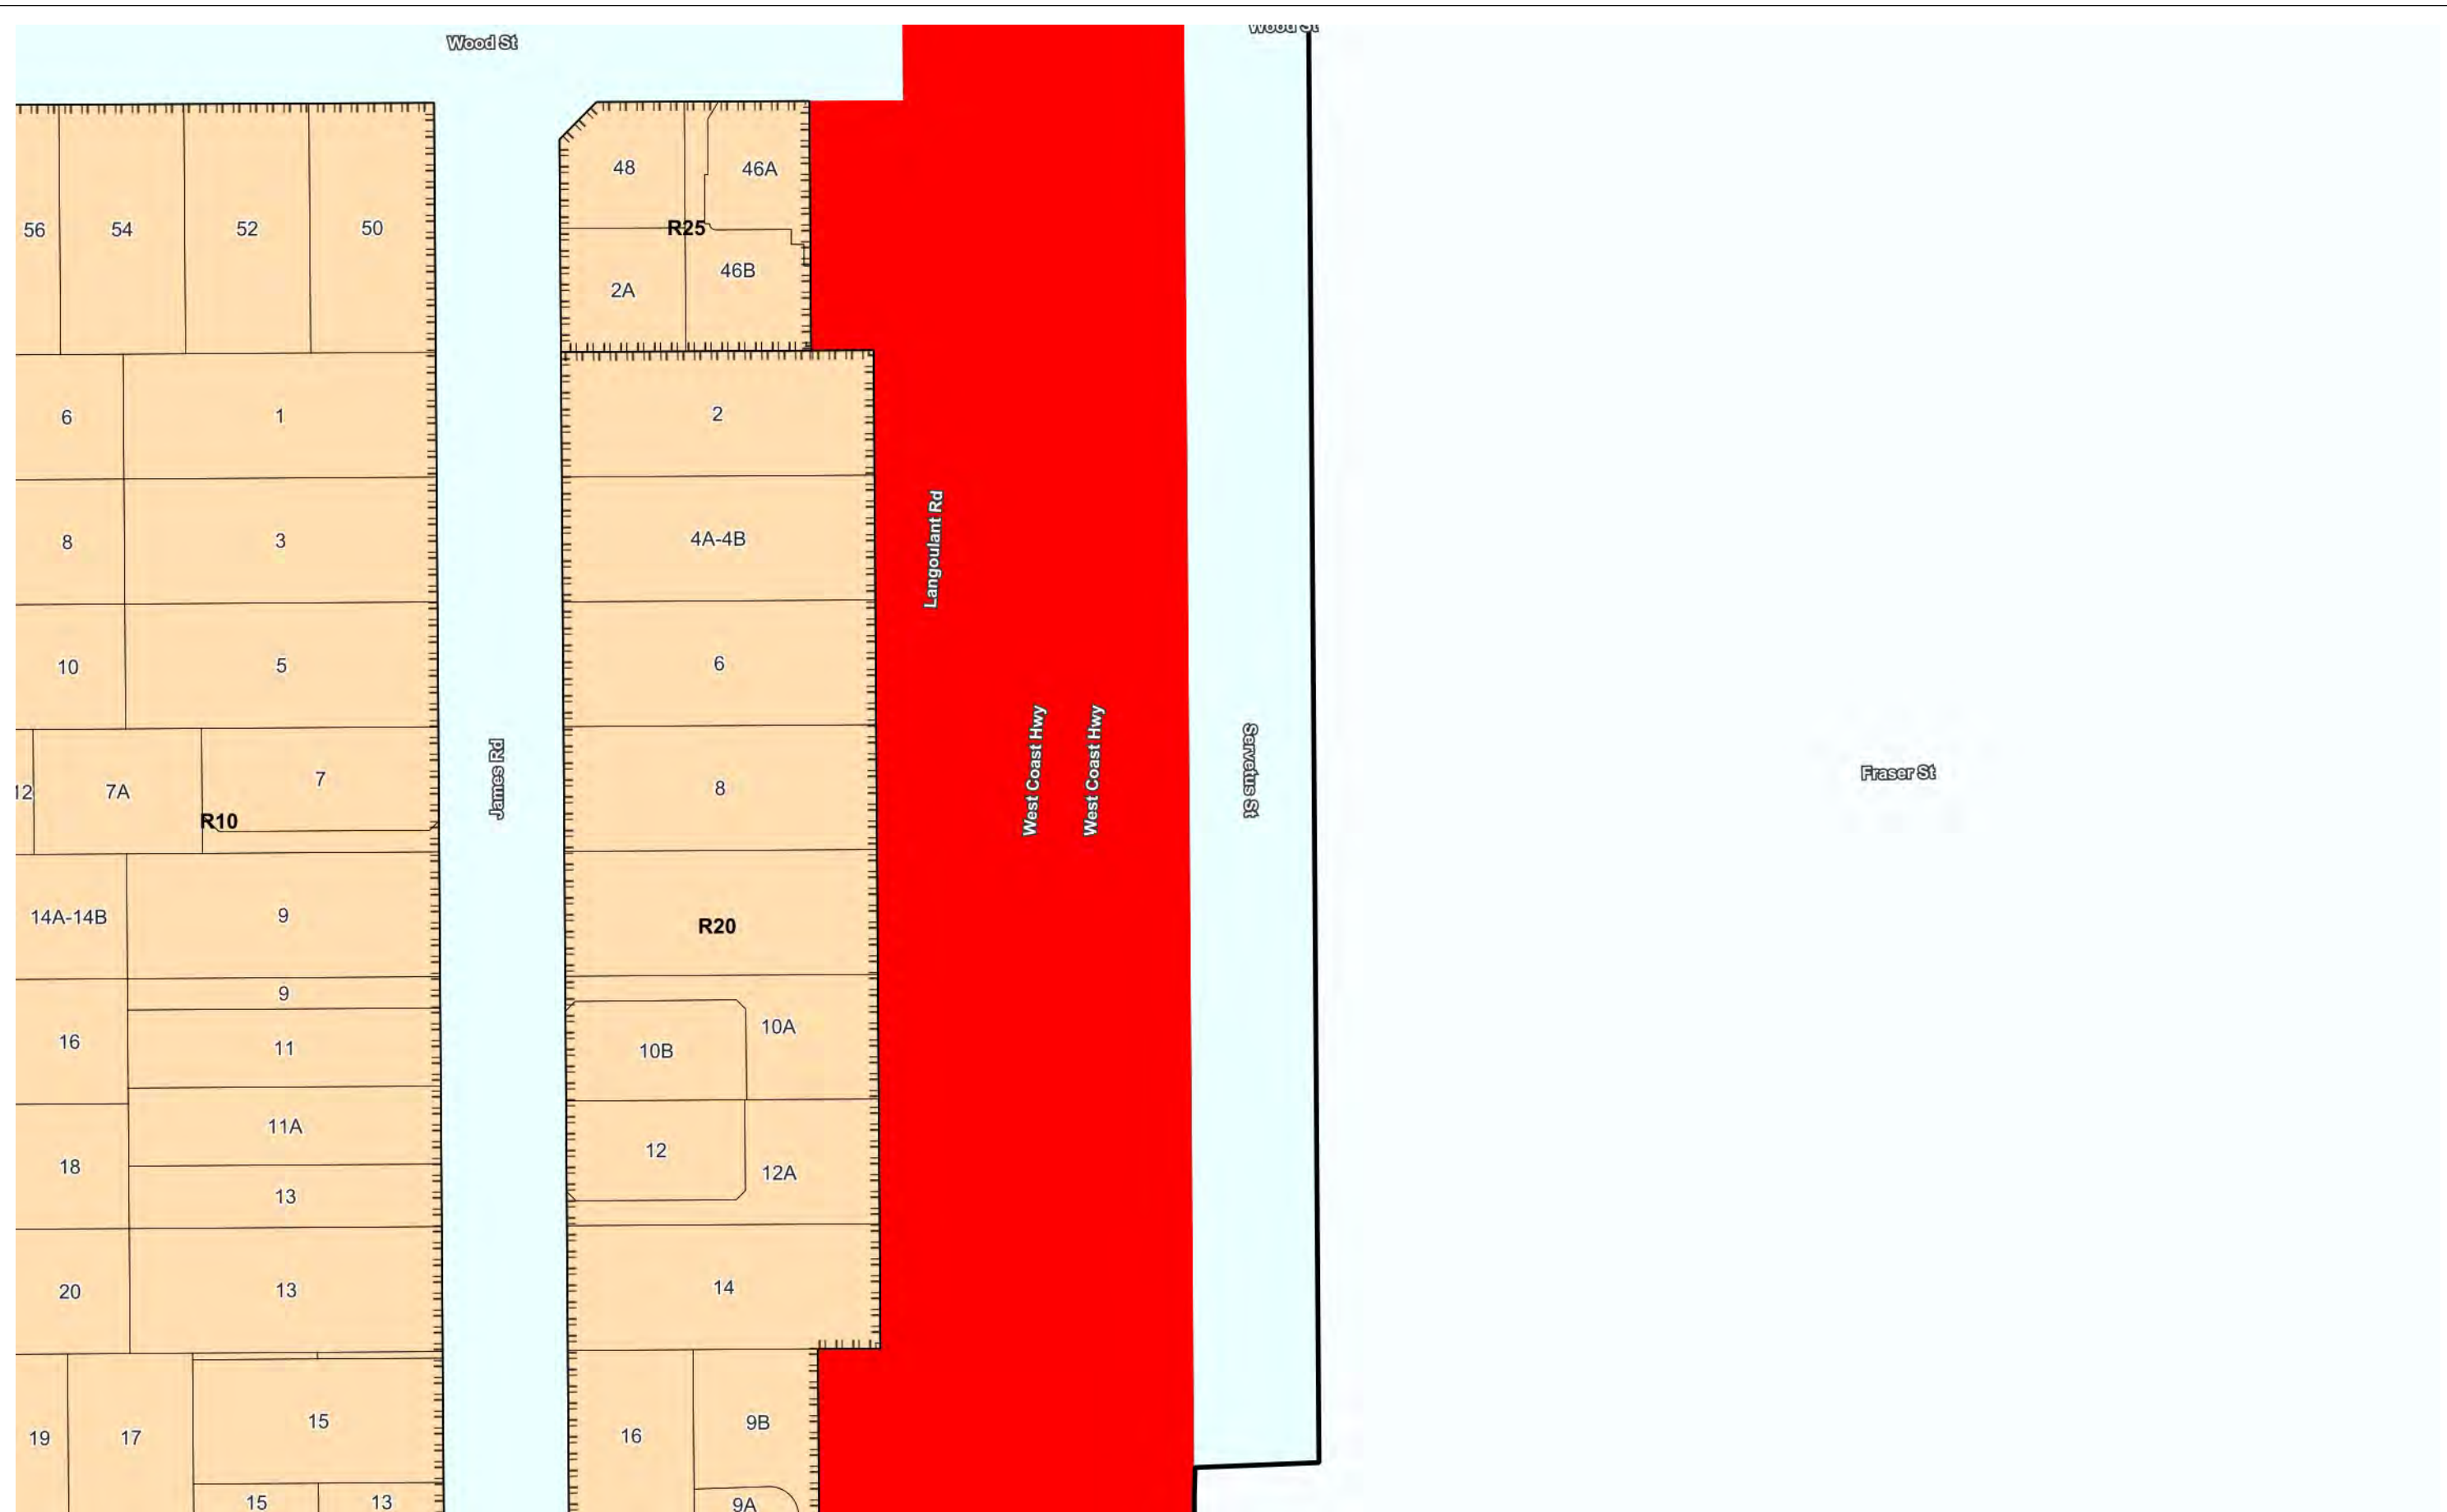 Wood St
Wood St
48
46A
R25
56
54
52
50
46B
2A
2
6
1
Langoulant Rd
4A-4B
8
3
6
10
5
West Coast Hwy
West Coast Hwy
Servetus St
Fraser St
James Rd
8
12
7A
7
R10
14A-14B
9
R20
9
10A
16
11
10B
11A
12
12A
18
13
20
13
14
15
9B
19
17
16
15
13
9A